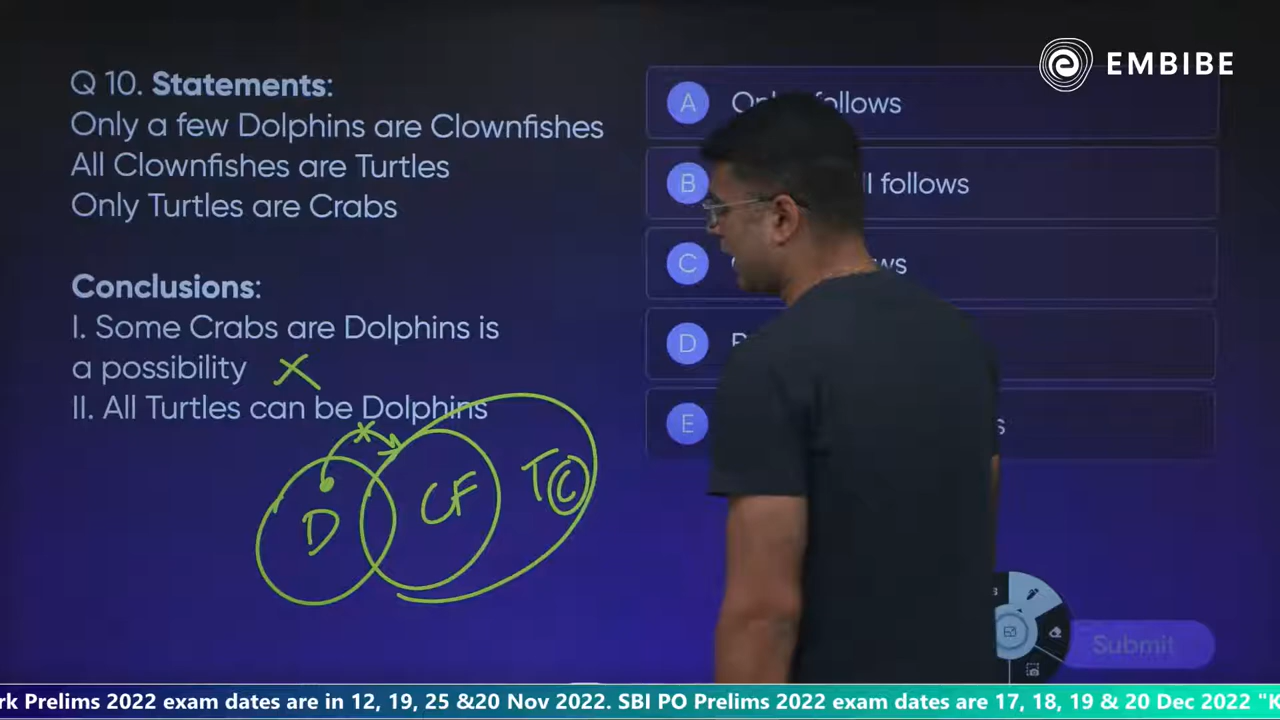 EMBIBE
Q 10. Statements:
Only a few Dolphins are Clownfishes
All Clownfishes are Turtles
Only Turtles are Crabs
Conclusions:
I. Some Crabs are Dolphins is
a possibility
II. All Turtles can be Dolphins
A follows
B II follows
C
D
E
D CF T C
Submit
Prelims 2022 exam dates are in 12, 19, 25 &20 Nov 2022. SBI PO Prelims 2022 exam dates are 17, 18, 19 & 20 Dec 2022